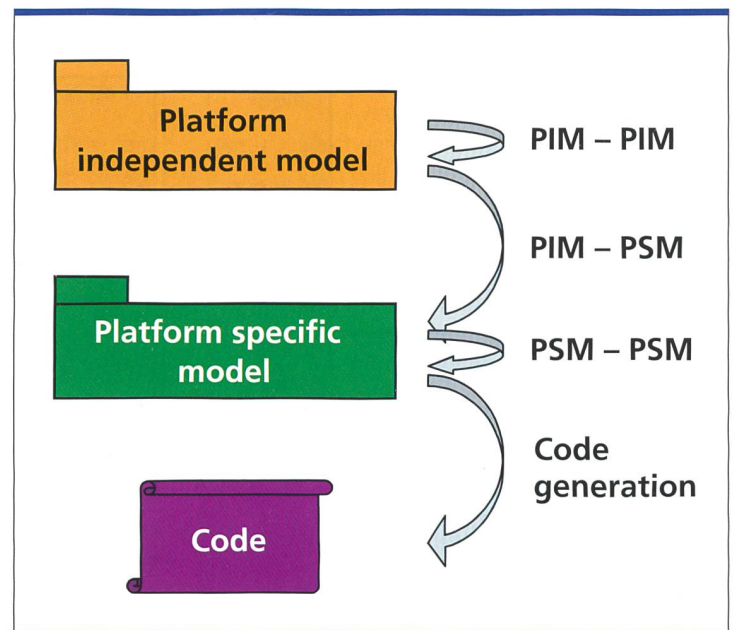 Platform
independent model
PIM – PIM
PIM – PSM
Platform specific
model
PSM – PSM
Code
generation
Code